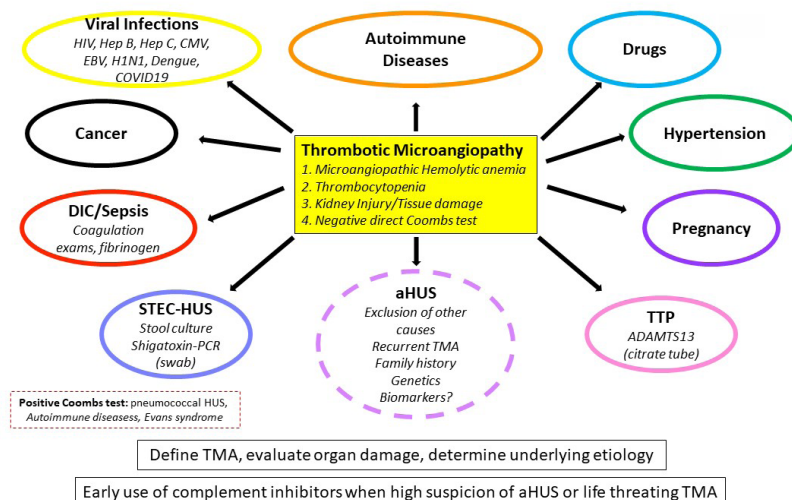 Viral Infections
HIV, Hep B, Hep C, CMV,
EBV, H1N1, Dengue,
COVID19
Autoimmune
Diseases
Drugs
Cancer
Thrombotic Microangiopathy
1. Microangiopathic Hemolytic anemia
2. Thrombocytopenia
3. Kidney Injury/Tissue damage
4. Negative direct Coombs test
Hypertension
DIC/Sepsis
Coagulation
exams, fibrinogen
Pregnancy
STEC-HUS
Stool culture
Shigatoxin-PCR
(swab)
aHUS
Exclusion of other
causes
Recurrent TMA
Family history
Genetics
Biomarkers?
TTP
ADAMTS13
(citrate tube)
Positive Coombs test: pneumococcal HUS,
Autoimmune diseasess, Evans syndrome
Define TMA, evaluate organ damage, determine underlying etiology
Early use of complement inhibitors when high suspicion of aHUS or life threating TMA